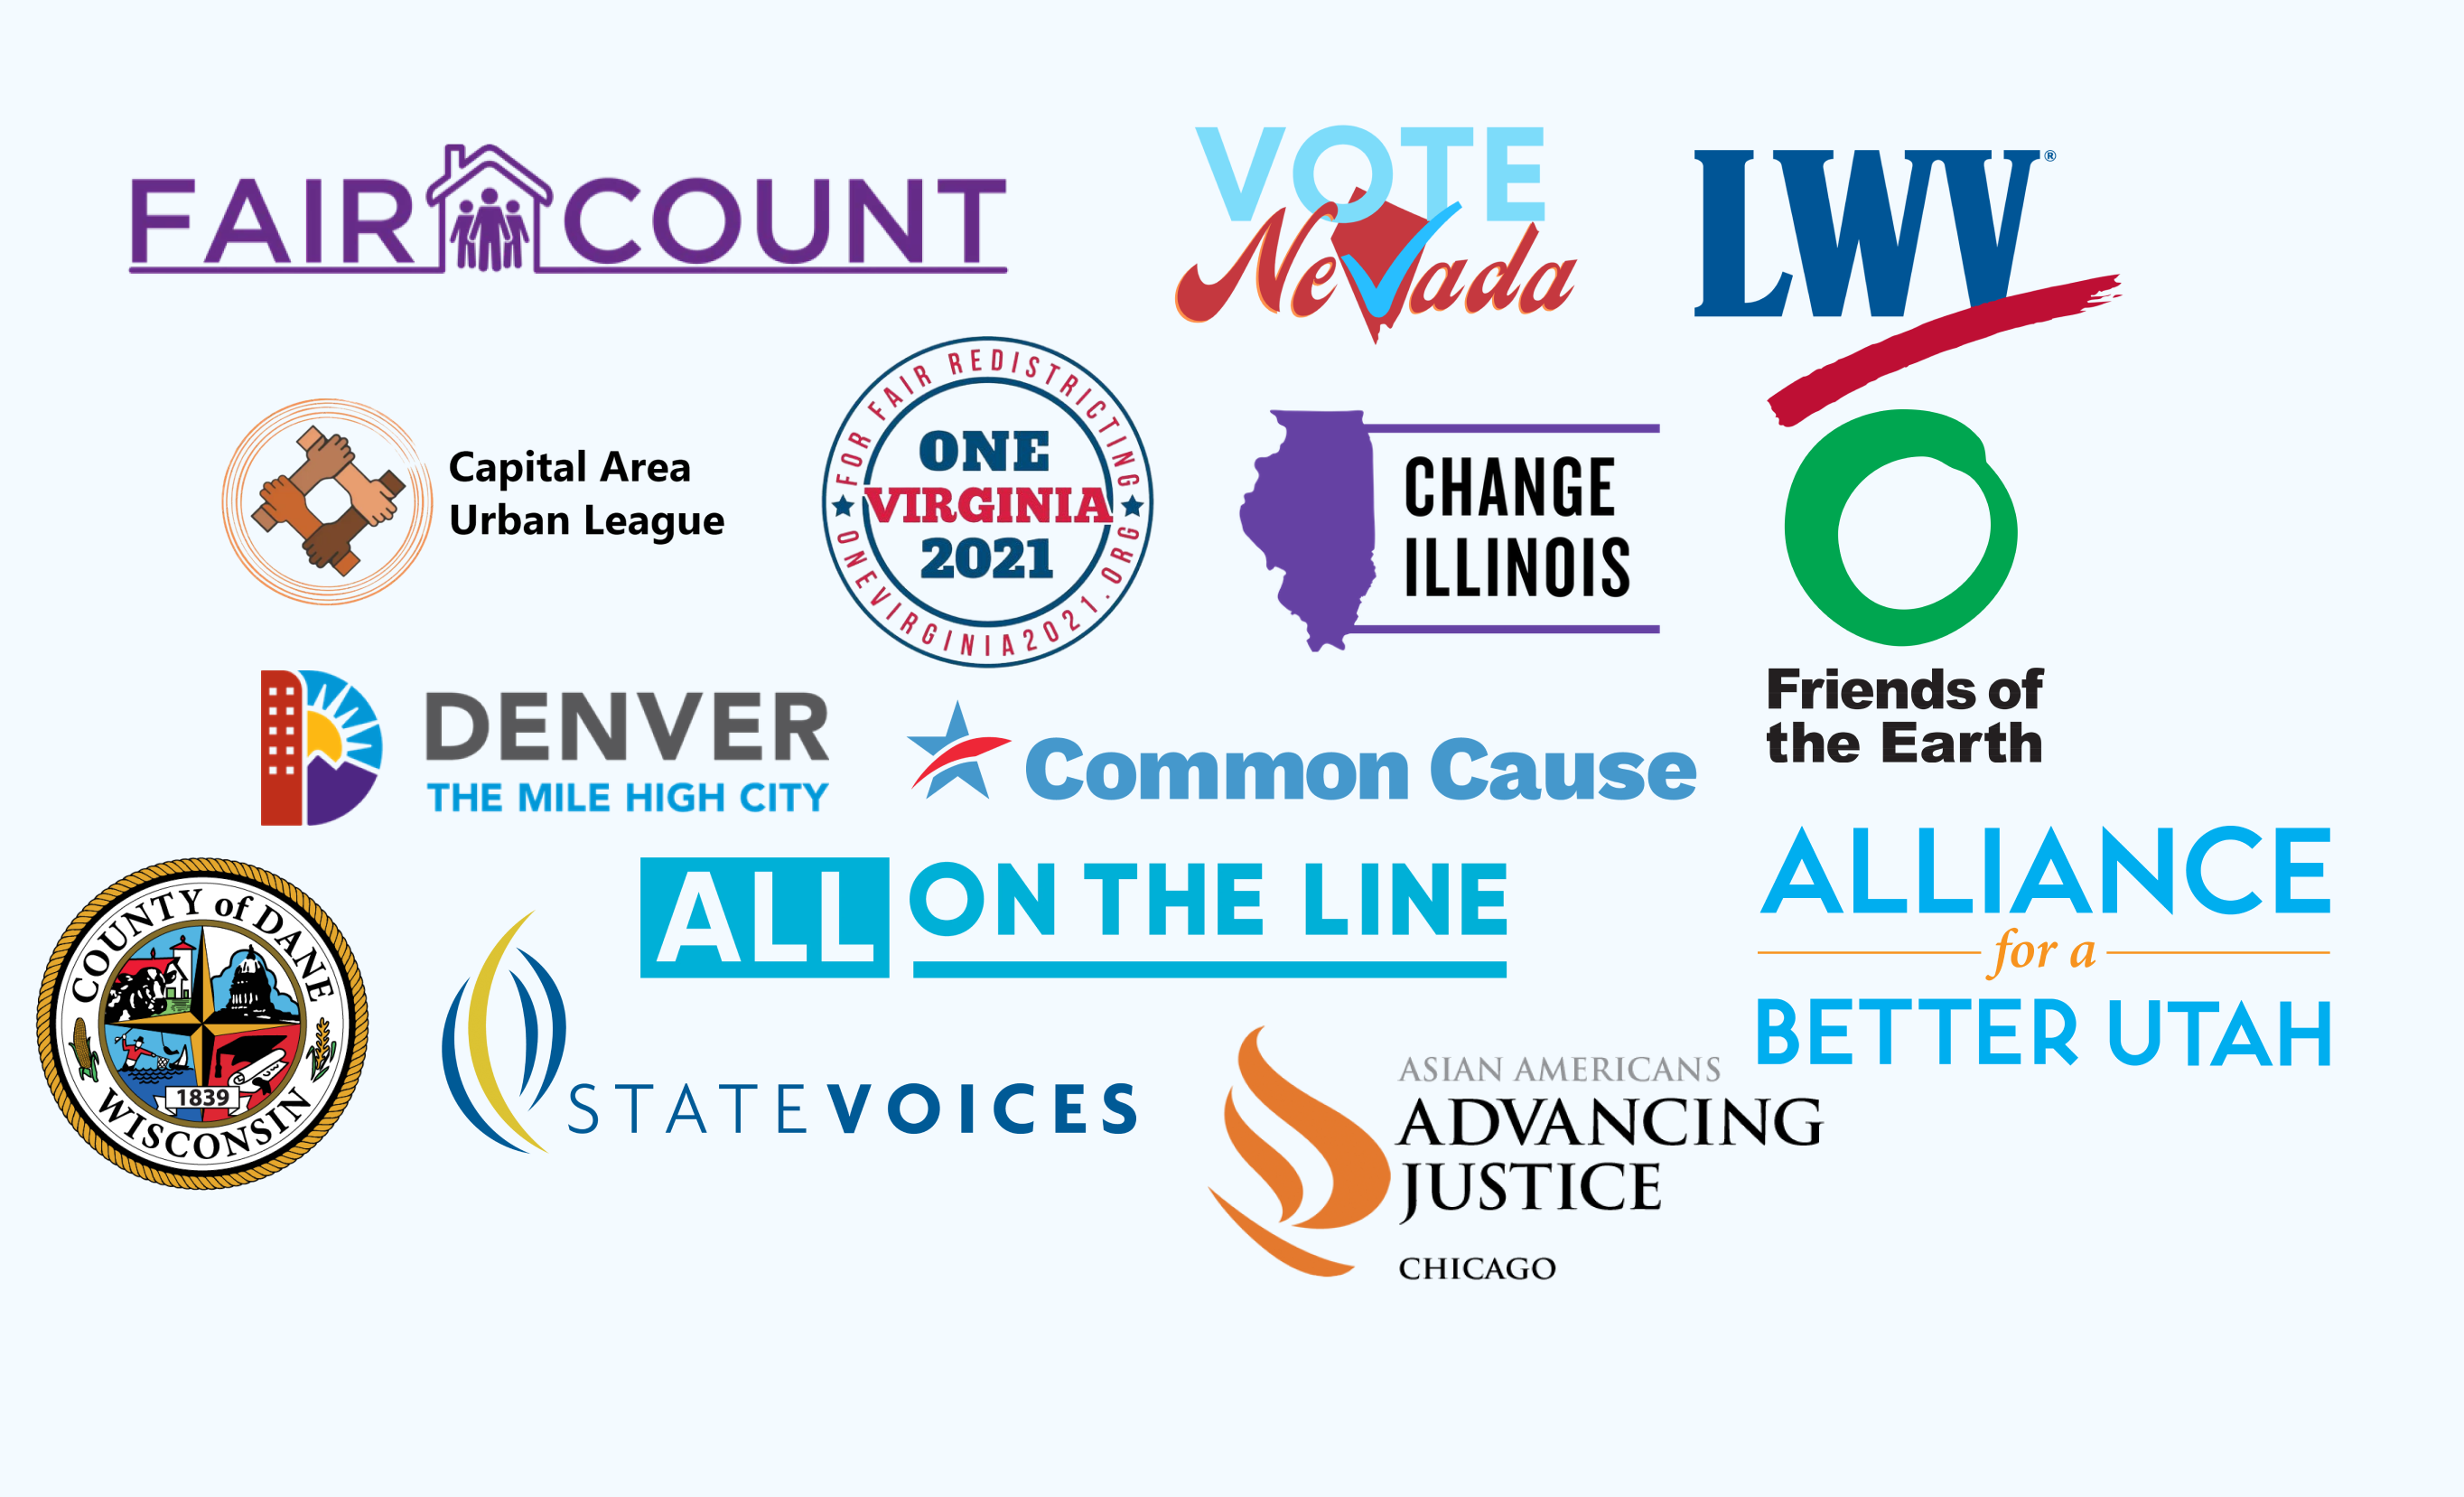 FAIR COUNT
VOTE
Nevada
LWV®
Capital Area
Urban League
FOR FAIR REDISTRICTING
ONE
VIRGINIA
2021
ONEVIRGINIA2021.ORG
CHANGE
ILLINOIS
Friends of
the Earth
DENVER
THE MILE HIGH CITY
Common Cause
COUNTY of DANE
1839
WISCONSIN
ALL ON THE LINE
STATEVOICES
ALLIANCE
for a
BETTER UTAH
ASIAN AMERICANS
ADVANCING
JUSTICE
CHICAGO